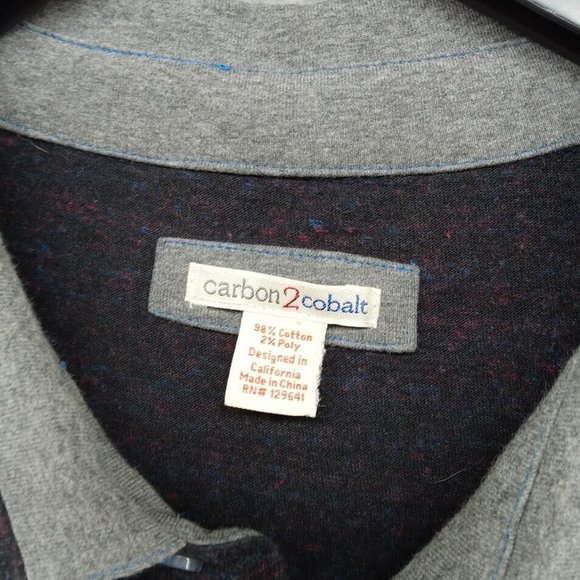 carbon2cobalt
98% Cotton
2% Poly
Designed in
California
Made in China
RN# 129641